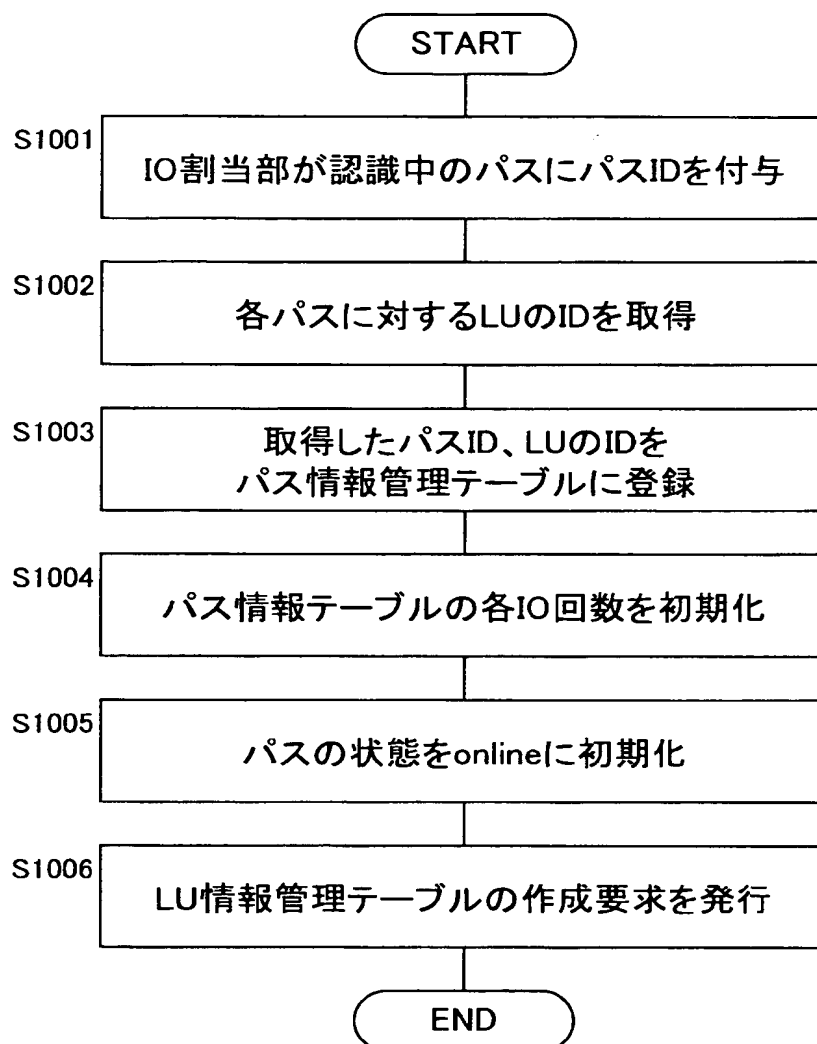 START
S1001
IO割当部が認識中のパスにパスIDを付与
S1002
各パスに対するLUのIDを取得
S1003
取得したパスID、LUのIDを
パス情報管理テーブルに登録
S1004
パス情報テーブルの各IO回数を初期化
S1005
パスの状態をonlineに初期化
S1006
LU情報管理テーブルの作成要求を発行
END